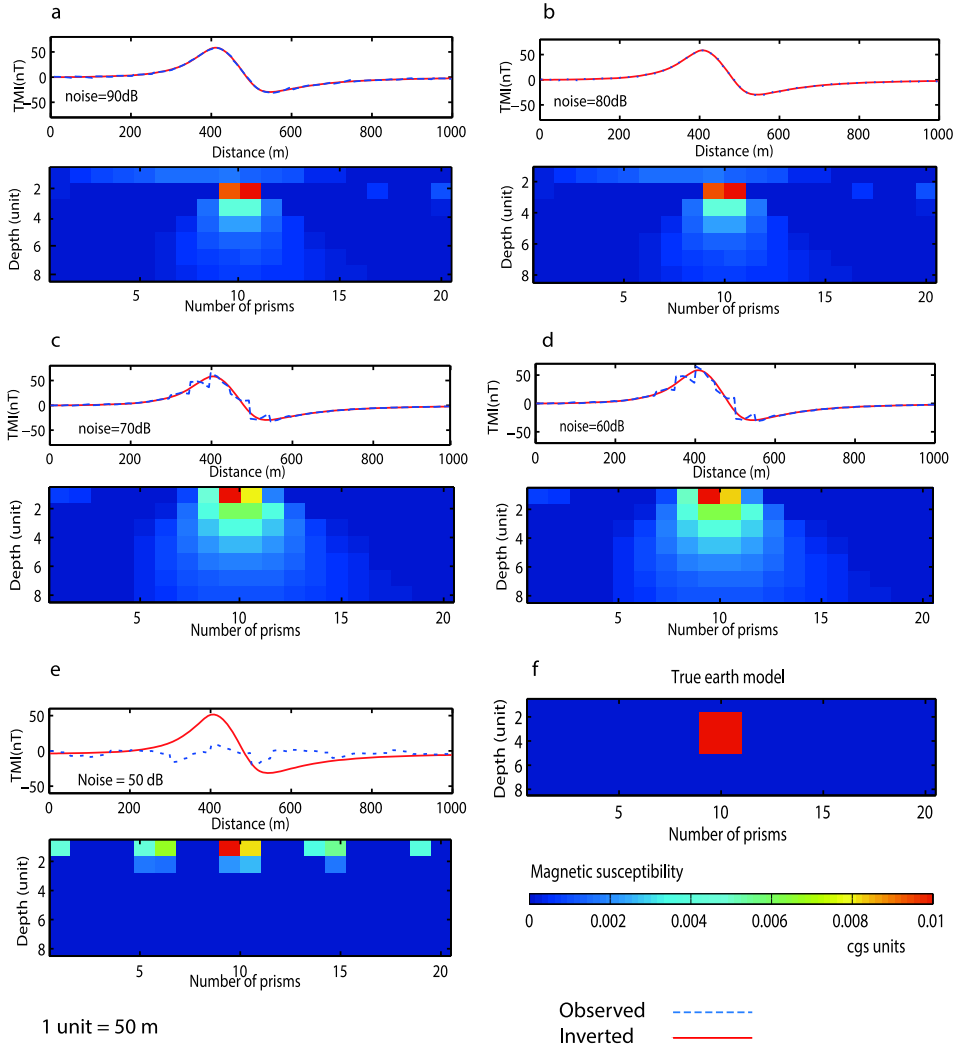 a
TMI(nT)
50
0
−50
noise=90dB
0 200 400 600 800 1000
Distance (m)
Depth (unit)
2
4
6
8
5 10 15 20
Number of prisms
b
TMI(nT)
50
0
−50
noise=80dB
0 200 400 600 800 1000
Distance (m)
Depth (unit)
2
4
6
8
5 10 15 20
Number of prisms
c
TMI(nT)
50
0
−50
noise=70dB
0 200 400 600 800 1000
Distance (m)
Depth (unit)
2
4
6
8
5 10 15 20
Number of prisms
d
TMI(nT)
50
0
−50
noise=60dB
0 200 400 600 800 1000
Distance (m)
Depth (unit)
2
4
6
8
5 10 15 20
Number of prisms
e
TMI(nT)
50
0
−50
Noise = 50 dB
0 200 400 600 800 1000
Distance (m)
Depth (unit)
2
4
6
8
5 10 15 20
Number of prisms
f
True earth model
Depth (unit)
2
4
6
8
5 10 15 20
Number of prisms
Magnetic susceptibility
0 0.002 0.004 0.006 0.008 0.01
cgs units
1 unit = 50 m
Observed
Inverted